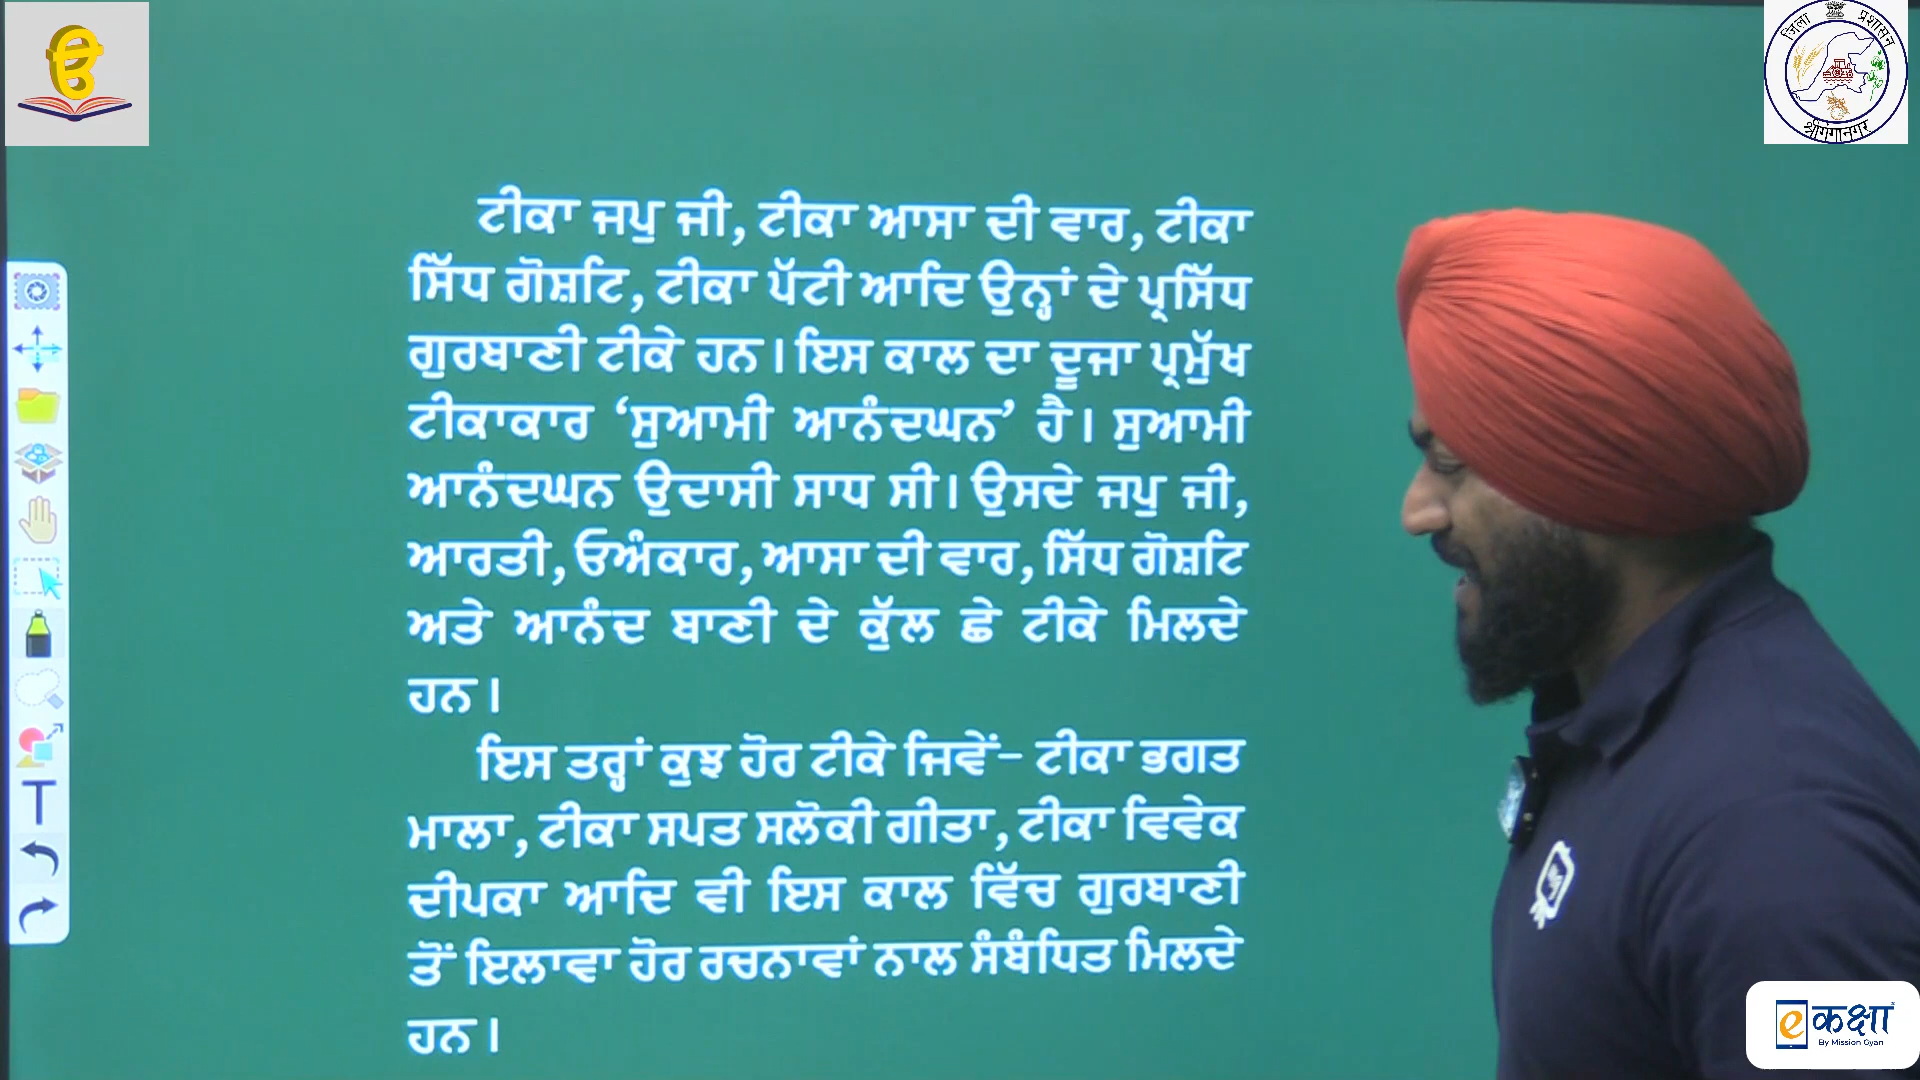 ਟੀਕਾ ਜਪੁ ਜੀ, ਟੀਕਾ ਆਸਾ ਦੀ ਵਾਰ, ਟੀਕਾ
ਸਿੱਧ ਗੋਸ਼ਟਿ, ਟੀਕਾ ਪੱਟੀ ਆਦਿ ਉਨ੍ਹਾਂ ਦੇ ਪ੍ਰਸਿੱਧ
ਗੁਰਬਾਣੀ ਟੀਕੇ ਹਨ। ਇਸ ਕਾਲ ਦਾ ਦੂਜਾ ਪ੍ਰਮੁੱਖ
ਟੀਕਾਕਾਰ ‘ਸੁਆਮੀ ਆਨੰਦਘਨ’ ਹੈ। ਸੁਆਮੀ
ਆਨੰਦਘਨ ਉਦਾਸੀ ਸਾਧ ਸੀ। ਉਸਦੇ ਜਪੁ ਜੀ,
ਆਰਤੀ, ਓਅੰਕਾਰ, ਆਸਾ ਦੀ ਵਾਰ, ਸਿੱਧ ਗੋਸ਼ਟਿ
ਅਤੇ ਆਨੰਦ ਬਾਣੀ ਦੇ ਕੁੱਲ ਛੇ ਟੀਕੇ ਮਿਲਦੇ
ਹਨ।
ਇਸ ਤਰ੍ਹਾਂ ਕੁਝ ਹੋਰ ਟੀਕੇ ਜਿਵੇਂ– ਟੀਕਾ ਭਗਤ
ਮਾਲਾ, ਟੀਕਾ ਸਪਤ ਸਲੋਕੀ ਗੀਤਾ, ਟੀਕਾ ਵਿਵੇਕ
ਦੀਪਕਾ ਆਦਿ ਵੀ ਇਸ ਕਾਲ ਵਿੱਚ ਗੁਰਬਾਣੀ
ਤੋਂ ਇਲਾਵਾ ਹੋਰ ਰਚਨਾਵਾਂ ਨਾਲ ਸੰਬੰਧਿਤ ਮਿਲਦੇ
ਹਨ।
जिला प्रशासन
श्रीगंगानगर
T
e कक्षा
By Mission Gyan